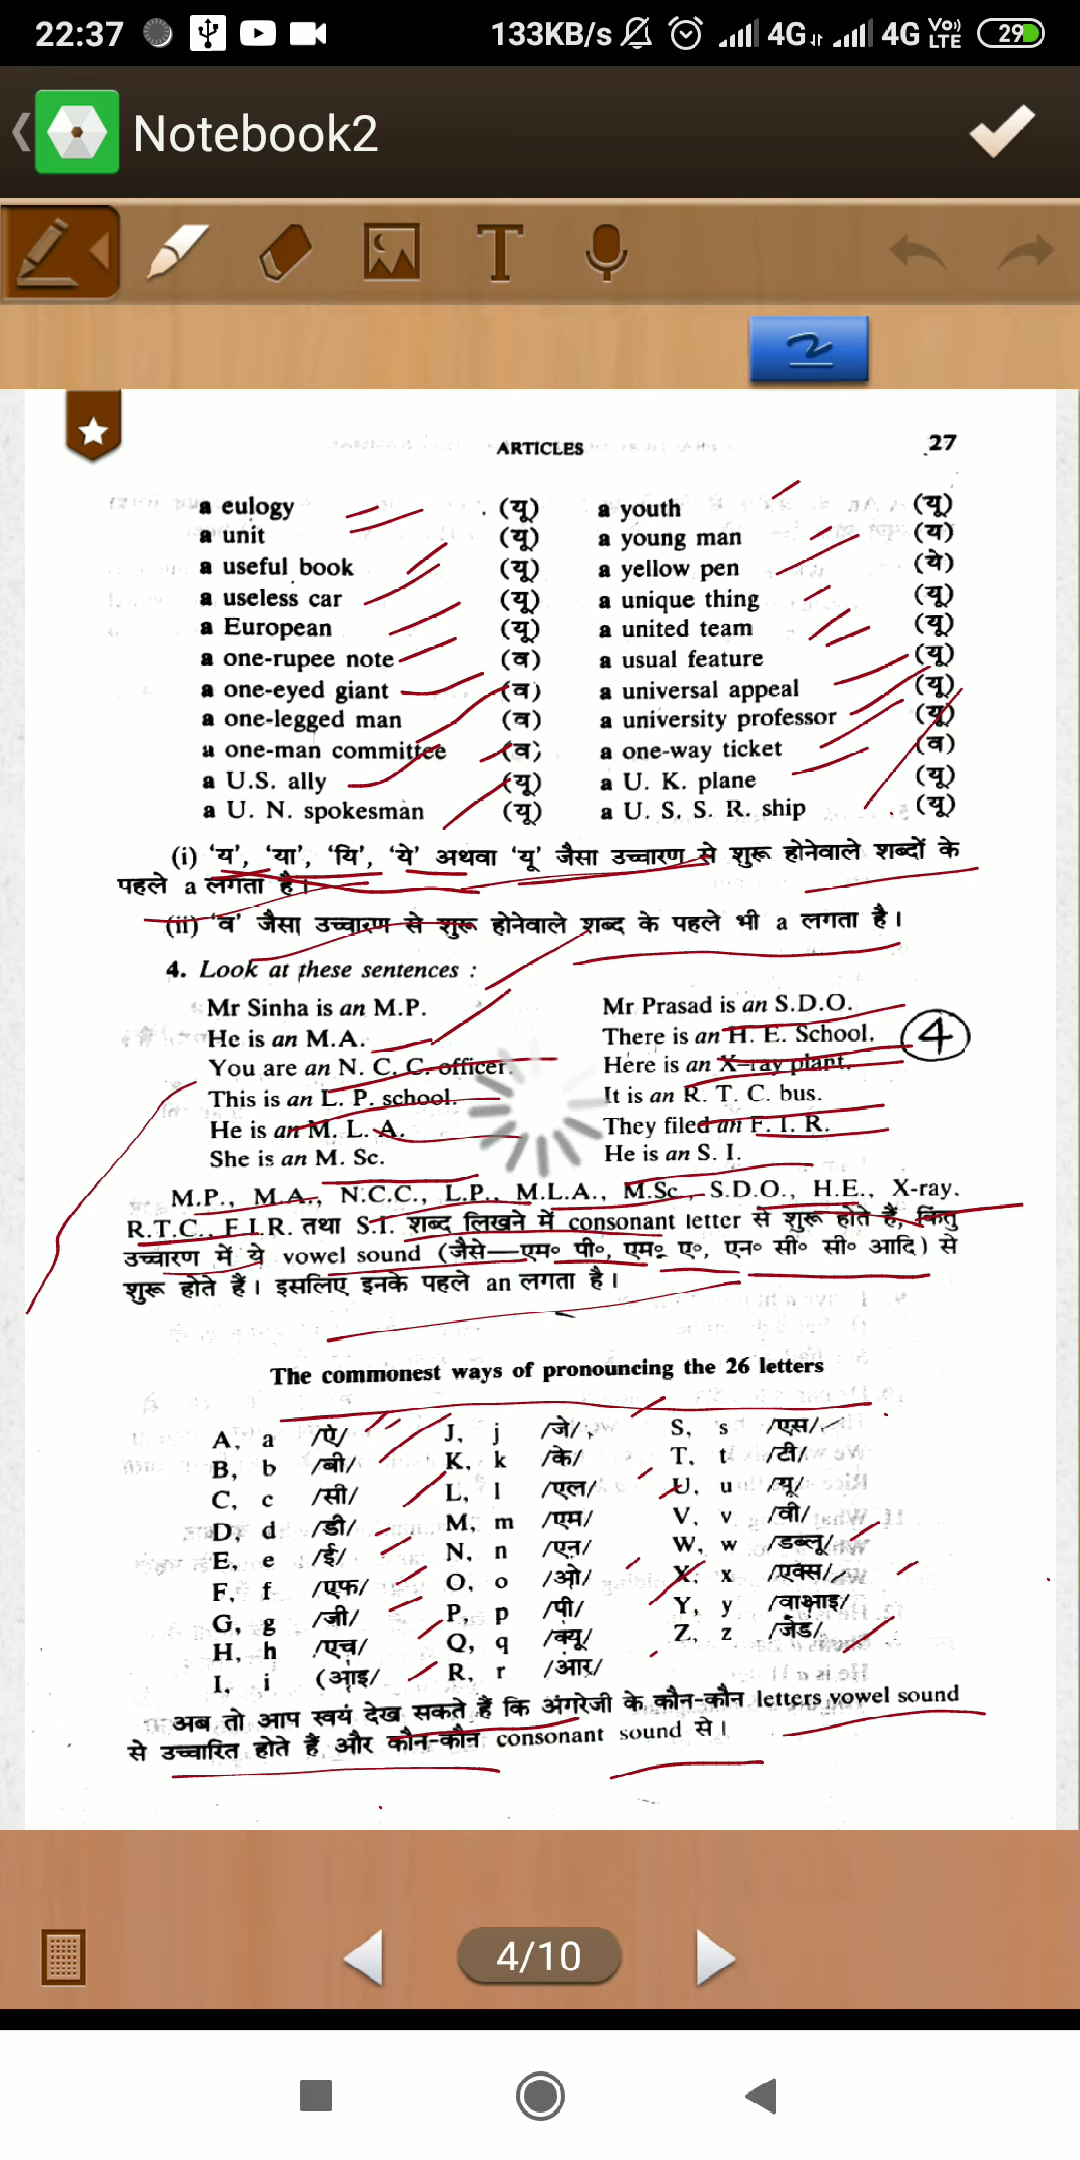 22:37 133KB/s 4G 4G VoLTE 29
Notebook2
ARTICLES 27
a eulogy (यू) a youth (यू)
a unit (यू) a young man (य)
a useful book (यू) a yellow pen (ये)
a useless car (यू) a unique thing (यू)
a European (यू) a united team (यू)
a one-rupee note (व) a usual feature (यू)
a one-eyed giant (व) a universal appeal (यू)
a one-legged man (व) a university professor (यू)
a one-man committee (व) a one-way ticket (व)
a U.S. ally (यू) a U. K. plane (यू)
a U. N. spokesman (यू) a U. S. S. R. ship (यू)
(i) 'य', 'या', 'यि', 'ये' अथवा 'यू' जैसा उच्चारण से शुरू होनेवाले शब्दों के
पहले a लगता है।
(ii) 'व' जैसा उच्चारण से शुरू होनेवाले शब्द के पहले भी a लगता है।
4. Look at these sentences :
Mr Sinha is an M.P. Mr Prasad is an S.D.O.
He is an M.A. There is an H. E. School.
You are an N. C. C. officer. Here is an X-ray plant.
This is an L. P. school. It is an R. T. C. bus.
He is an M. L. A. They filed an F. I. R.
She is an M. Sc. He is an S. I.
4
M.P., M.A., N.C.C., L.P., M.L.A., M.Sc., S.D.O., H.E., X-ray.
R.T.C., F.I.R. तथा S.I. शब्द लिखने में consonant letter से शुरू होते हैं, किंतु
उच्चारण में ये vowel sound (जैसे—एम० पी०, एम० ए०, एन० सी० सी० आदि) से
शुरू होते हैं। इसलिए इनके पहले an लगता है।
The commonest ways of pronouncing the 26 letters
A, a /ऐ/ J, j /जे/ S, s /एस/
B, b /बी/ K, k /के/ T, t /टी/
C, c /सी/ L, l /एल/ U, u /यू/
D, d /डी/ M, m /एम/ V, v /वी/
E, e /ई/ N, n /एन/ W, w /डब्लू/
F, f /एफ/ O, o /ओ/ X, x /एक्स/
G, g /जी/ P, p /पी/ Y, y /वाआइ/
H, h /एच/ Q, q /क्यू/ Z, z /जेड/
I, i (आइ/ R, r /आर/
अब तो आप स्वयं देख सकते हैं कि अंगरेजी के कौन-कौन letters vowel sound
से उच्चारित होते हैं और कौन-कौन consonant sound से।
4/10